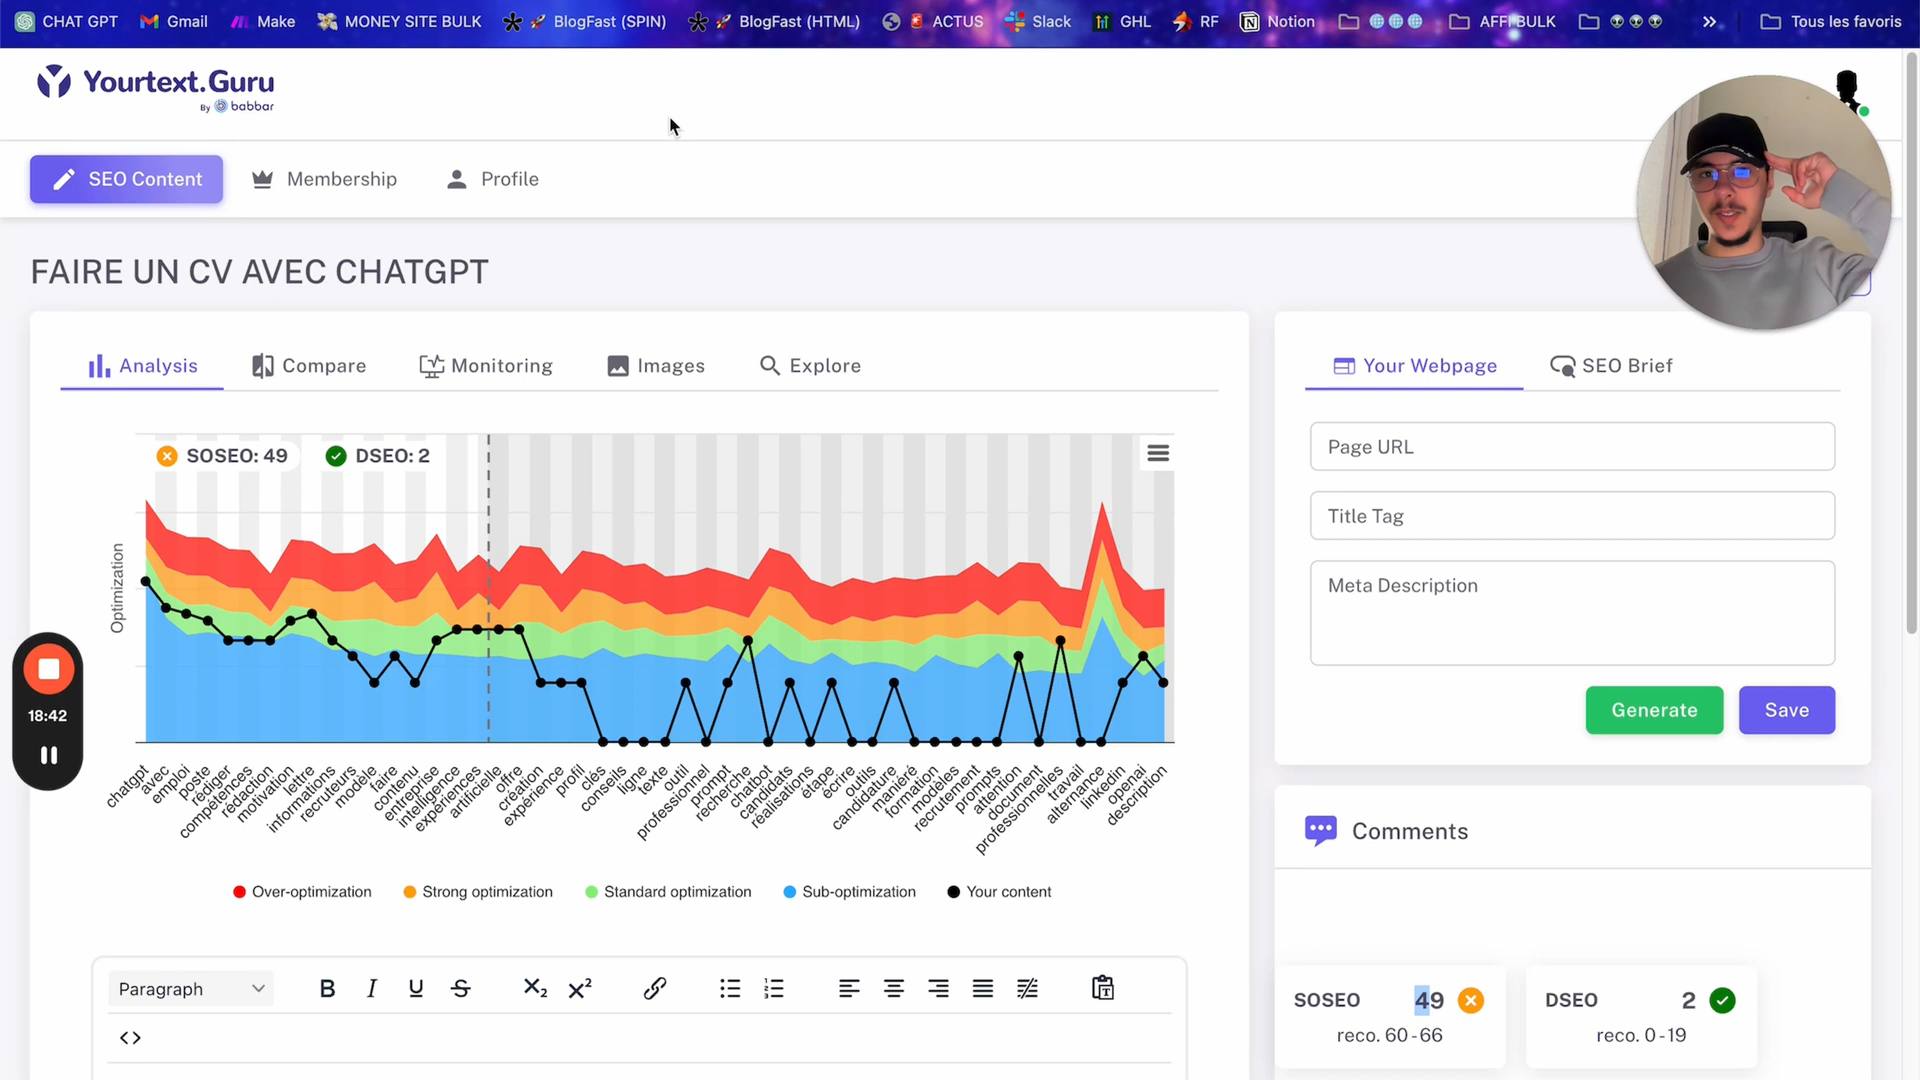 CHAT GPT Gmail Make MONEY SITE BULK BlogFast (SPIN) BlogFast (HTML) ACTUS Slack GHL RF Notion AFFI BULK Tous les favoris
Yourtext.Guru
By babbar
SEO Content Membership Profile
FAIRE UN CV AVEC CHATGPT
Analysis Compare Monitoring Images Explore
Your Webpage SEO Brief
SOSEO: 49 DSEO: 2
Page URL
Title Tag
Meta Description
Generate Save
Optimization
18:42
chatgpt
avec
emploi
poste
rédiger
compétences
rédaction
motivation
lettre
informations
recruteurs
modèle
faire
contenu
entreprise
intelligence
expériences
artificielle
offre
création
expérience
profil
clés
conseils
ligne
texte
outil
professionnel
prompt
recherche
chatbot
candidats
réalisations
étape
écrire
outils
candidature
manière
formation
modèles
recrutement
prompts
attention
document
professionnelles
travail
alternance
linkedin
openai
description
Over-optimization Strong optimization Standard optimization Sub-optimization Your content
Comments
Paragraph B I U S X2 X2
SOSEO 49
reco. 60-66
DSEO 2
reco. 0-19